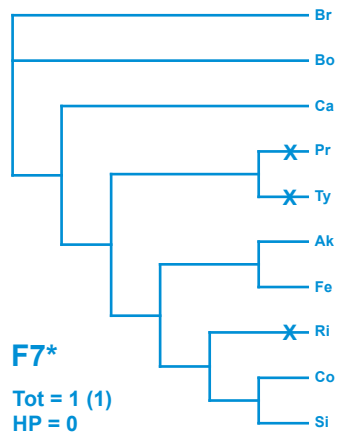 Br
Bo
Ca
X Pr
X Ty
Ak
Fe
X Ri
Co
Si
F7*
Tot = 1 (1)
HP = 0